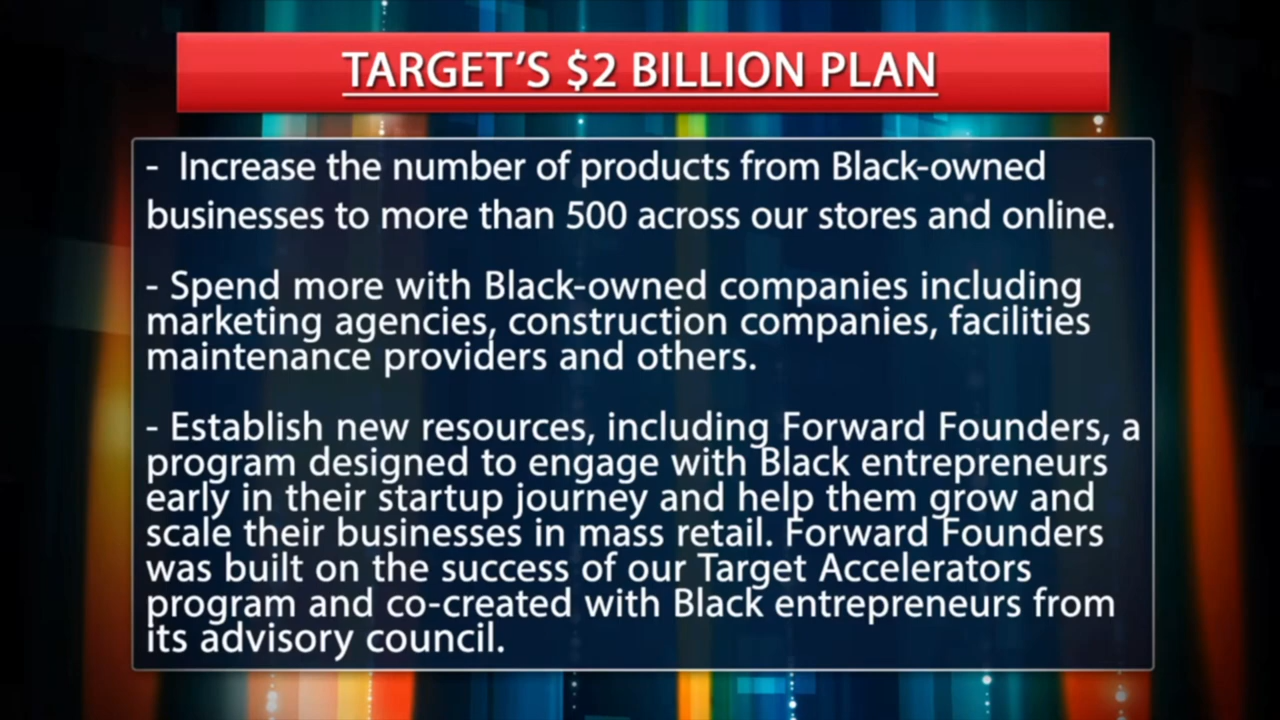 TARGET'S $2 BILLION PLAN
- Increase the number of products from Black-owned
businesses to more than 500 across our stores and online.
- Spend more with Black-owned companies including
marketing agencies, construction companies, facilities
maintenance providers and others.
- Establish new resources, including Forward Founders, a
program designed to engage with Black entrepreneurs
early in their startup journey and help them grow and
scale their businesses in mass retail. Forward Founders
was built on the success of our Target Accelerators
program and co-created with Black entrepreneurs from
its advisory council.